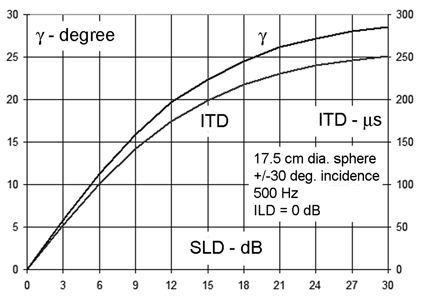 30 300
γ - degree γ
25 250
20 200
ITD ITD - μs
15 150
17.5 cm dia. sphere
+/-30 deg. incidence
500 Hz
ILD = 0 dB
10 100
5 50
SLD - dB
0 0
0 3 6 9 12 15 18 21 24 27 30